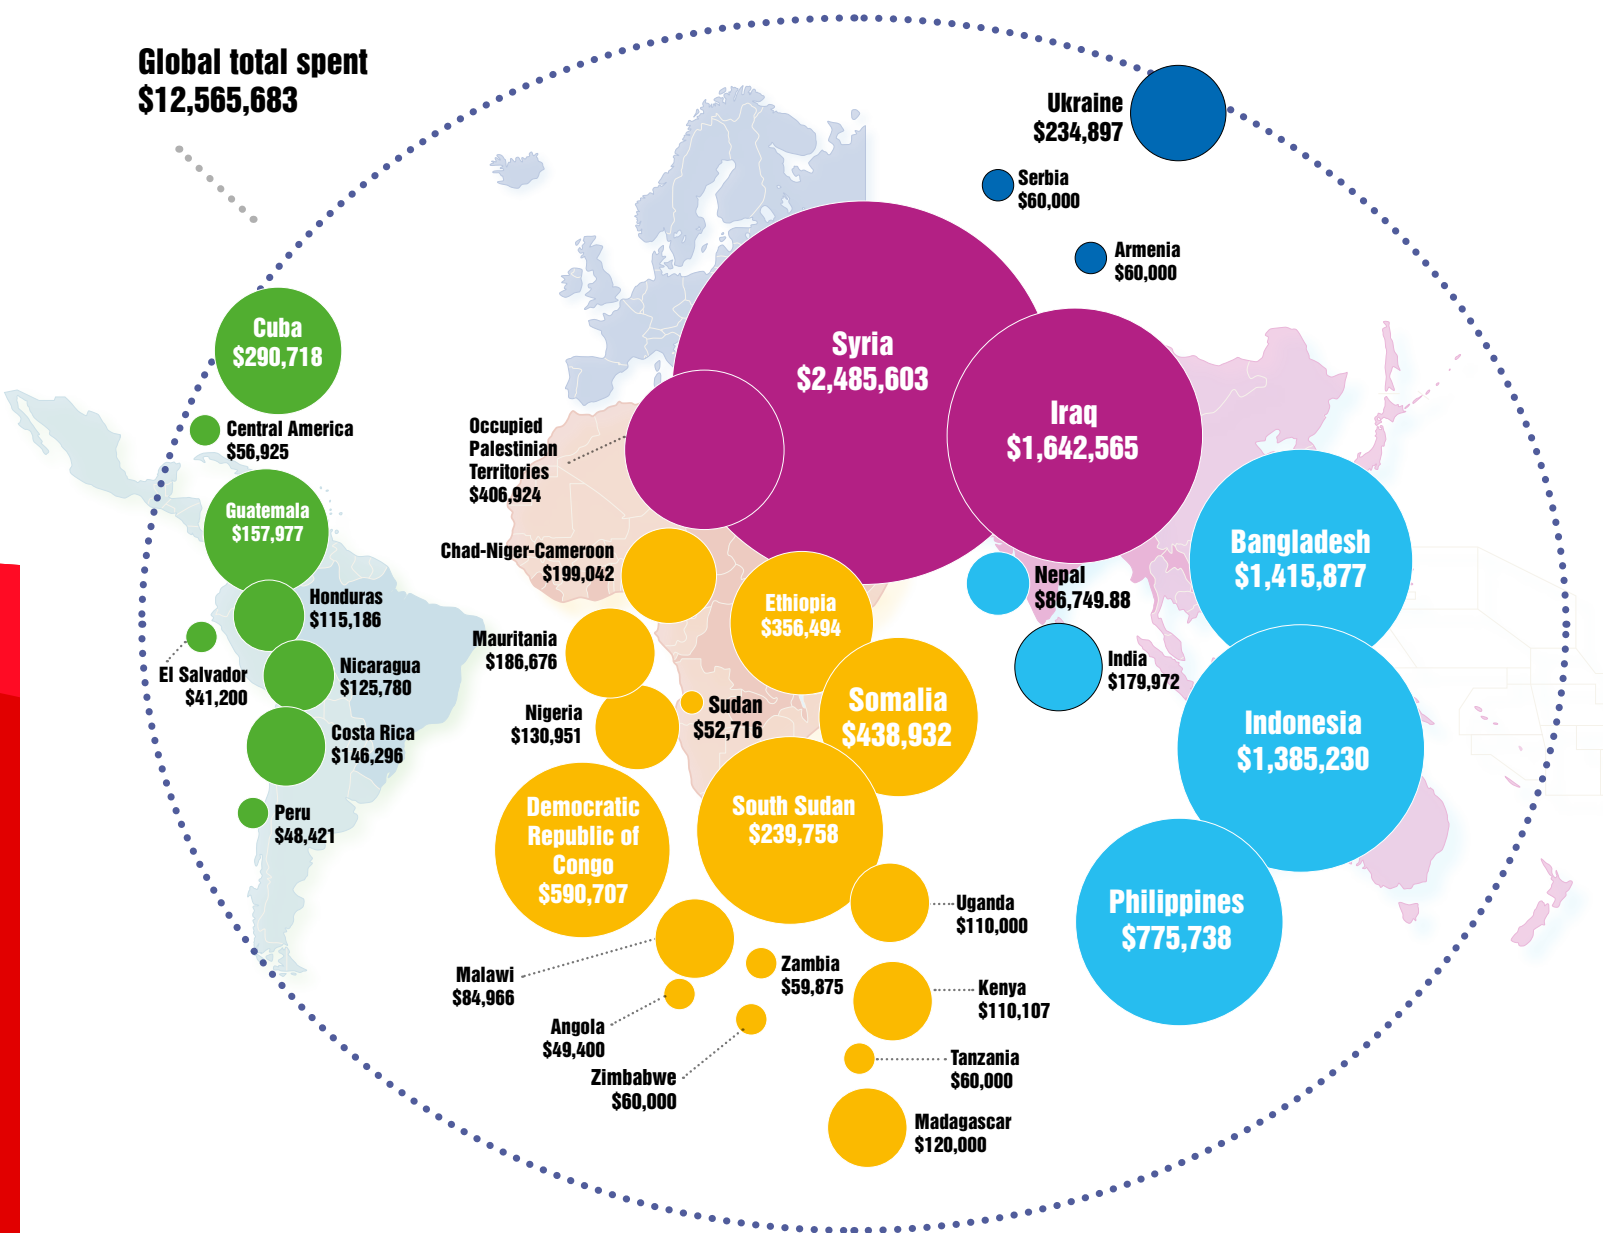 Global total spent
$12,565,683
Ukraine
$234,897
Serbia
$60,000
Armenia
$60,000
Cuba
$290,718
Central America
$56,925
Guatemala
$157,977
Honduras
$115,186
El Salvador
$41,200
Nicaragua
$125,780
Costa Rica
$146,296
Peru
$48,421
Syria
$2,485,603
Iraq
$1,642,565
Occupied
Palestinian
Territories
$406,924
Chad-Niger-Cameroon
$199,042
Ethiopia
$356,494
Mauritania
$186,676
Nigeria
$130,951
Sudan
$52,716
Somalia
$438,932
Democratic
Republic of
Congo
$590,707
South Sudan
$239,758
Uganda
$110,000
Malawi
$84,966
Zambia
$59,875
Angola
$49,400
Zimbabwe
$60,000
Kenya
$110,107
Tanzania
$60,000
Madagascar
$120,000
Nepal
$86,749.88
India
$179,972
Bangladesh
$1,415,877
Indonesia
$1,385,230
Philippines
$775,738